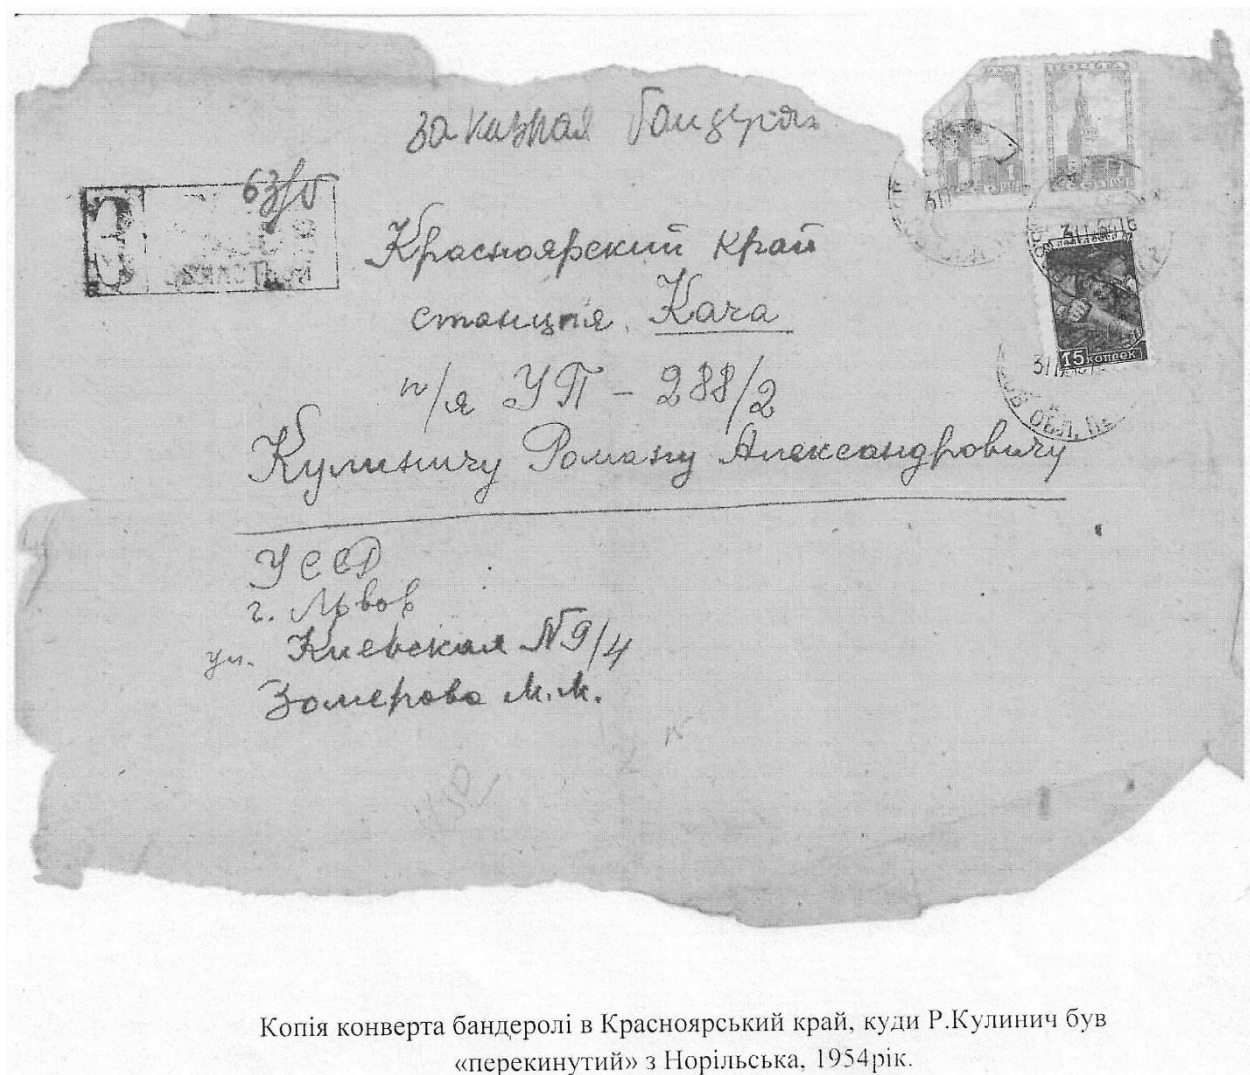 заказная бандероль
63/5
З
Красноярский край
станция Кача
п/я УП - 288/2
Кулиничу Роману Александровичу
15 копеек
УССР
г. Львов
ул. Киевская №9/4
Зомерова М.М.
Копія конверта бандеролі в Красноярський край, куди Р.Кулинич був
«перекинутий» з Норільська, 1954рік.